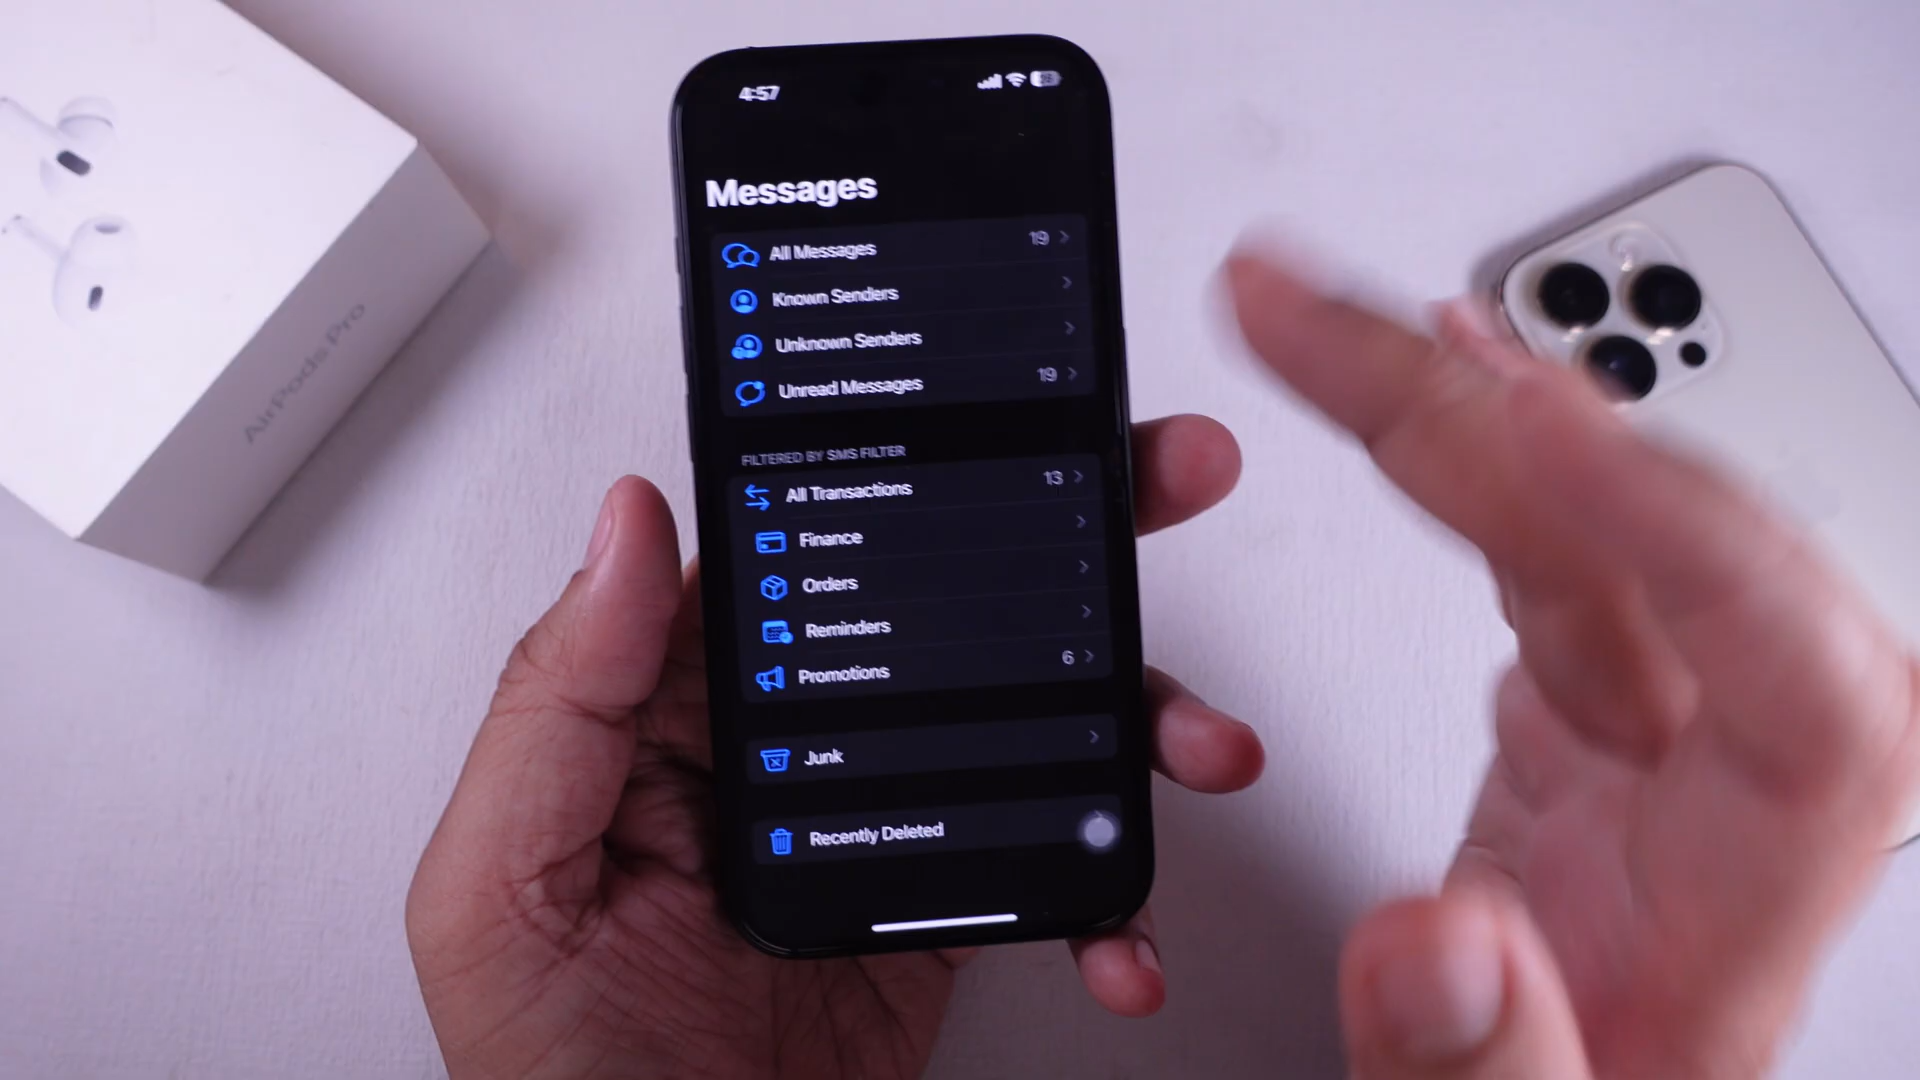 AirPods Pro
4:57
Messages
All Messages 19
Known Senders
Unknown Senders
Unread Messages 19
FILTERED BY SMS FILTER
All Transactions 13
Finance
Orders
Reminders
Promotions 6
Junk
Recently Deleted